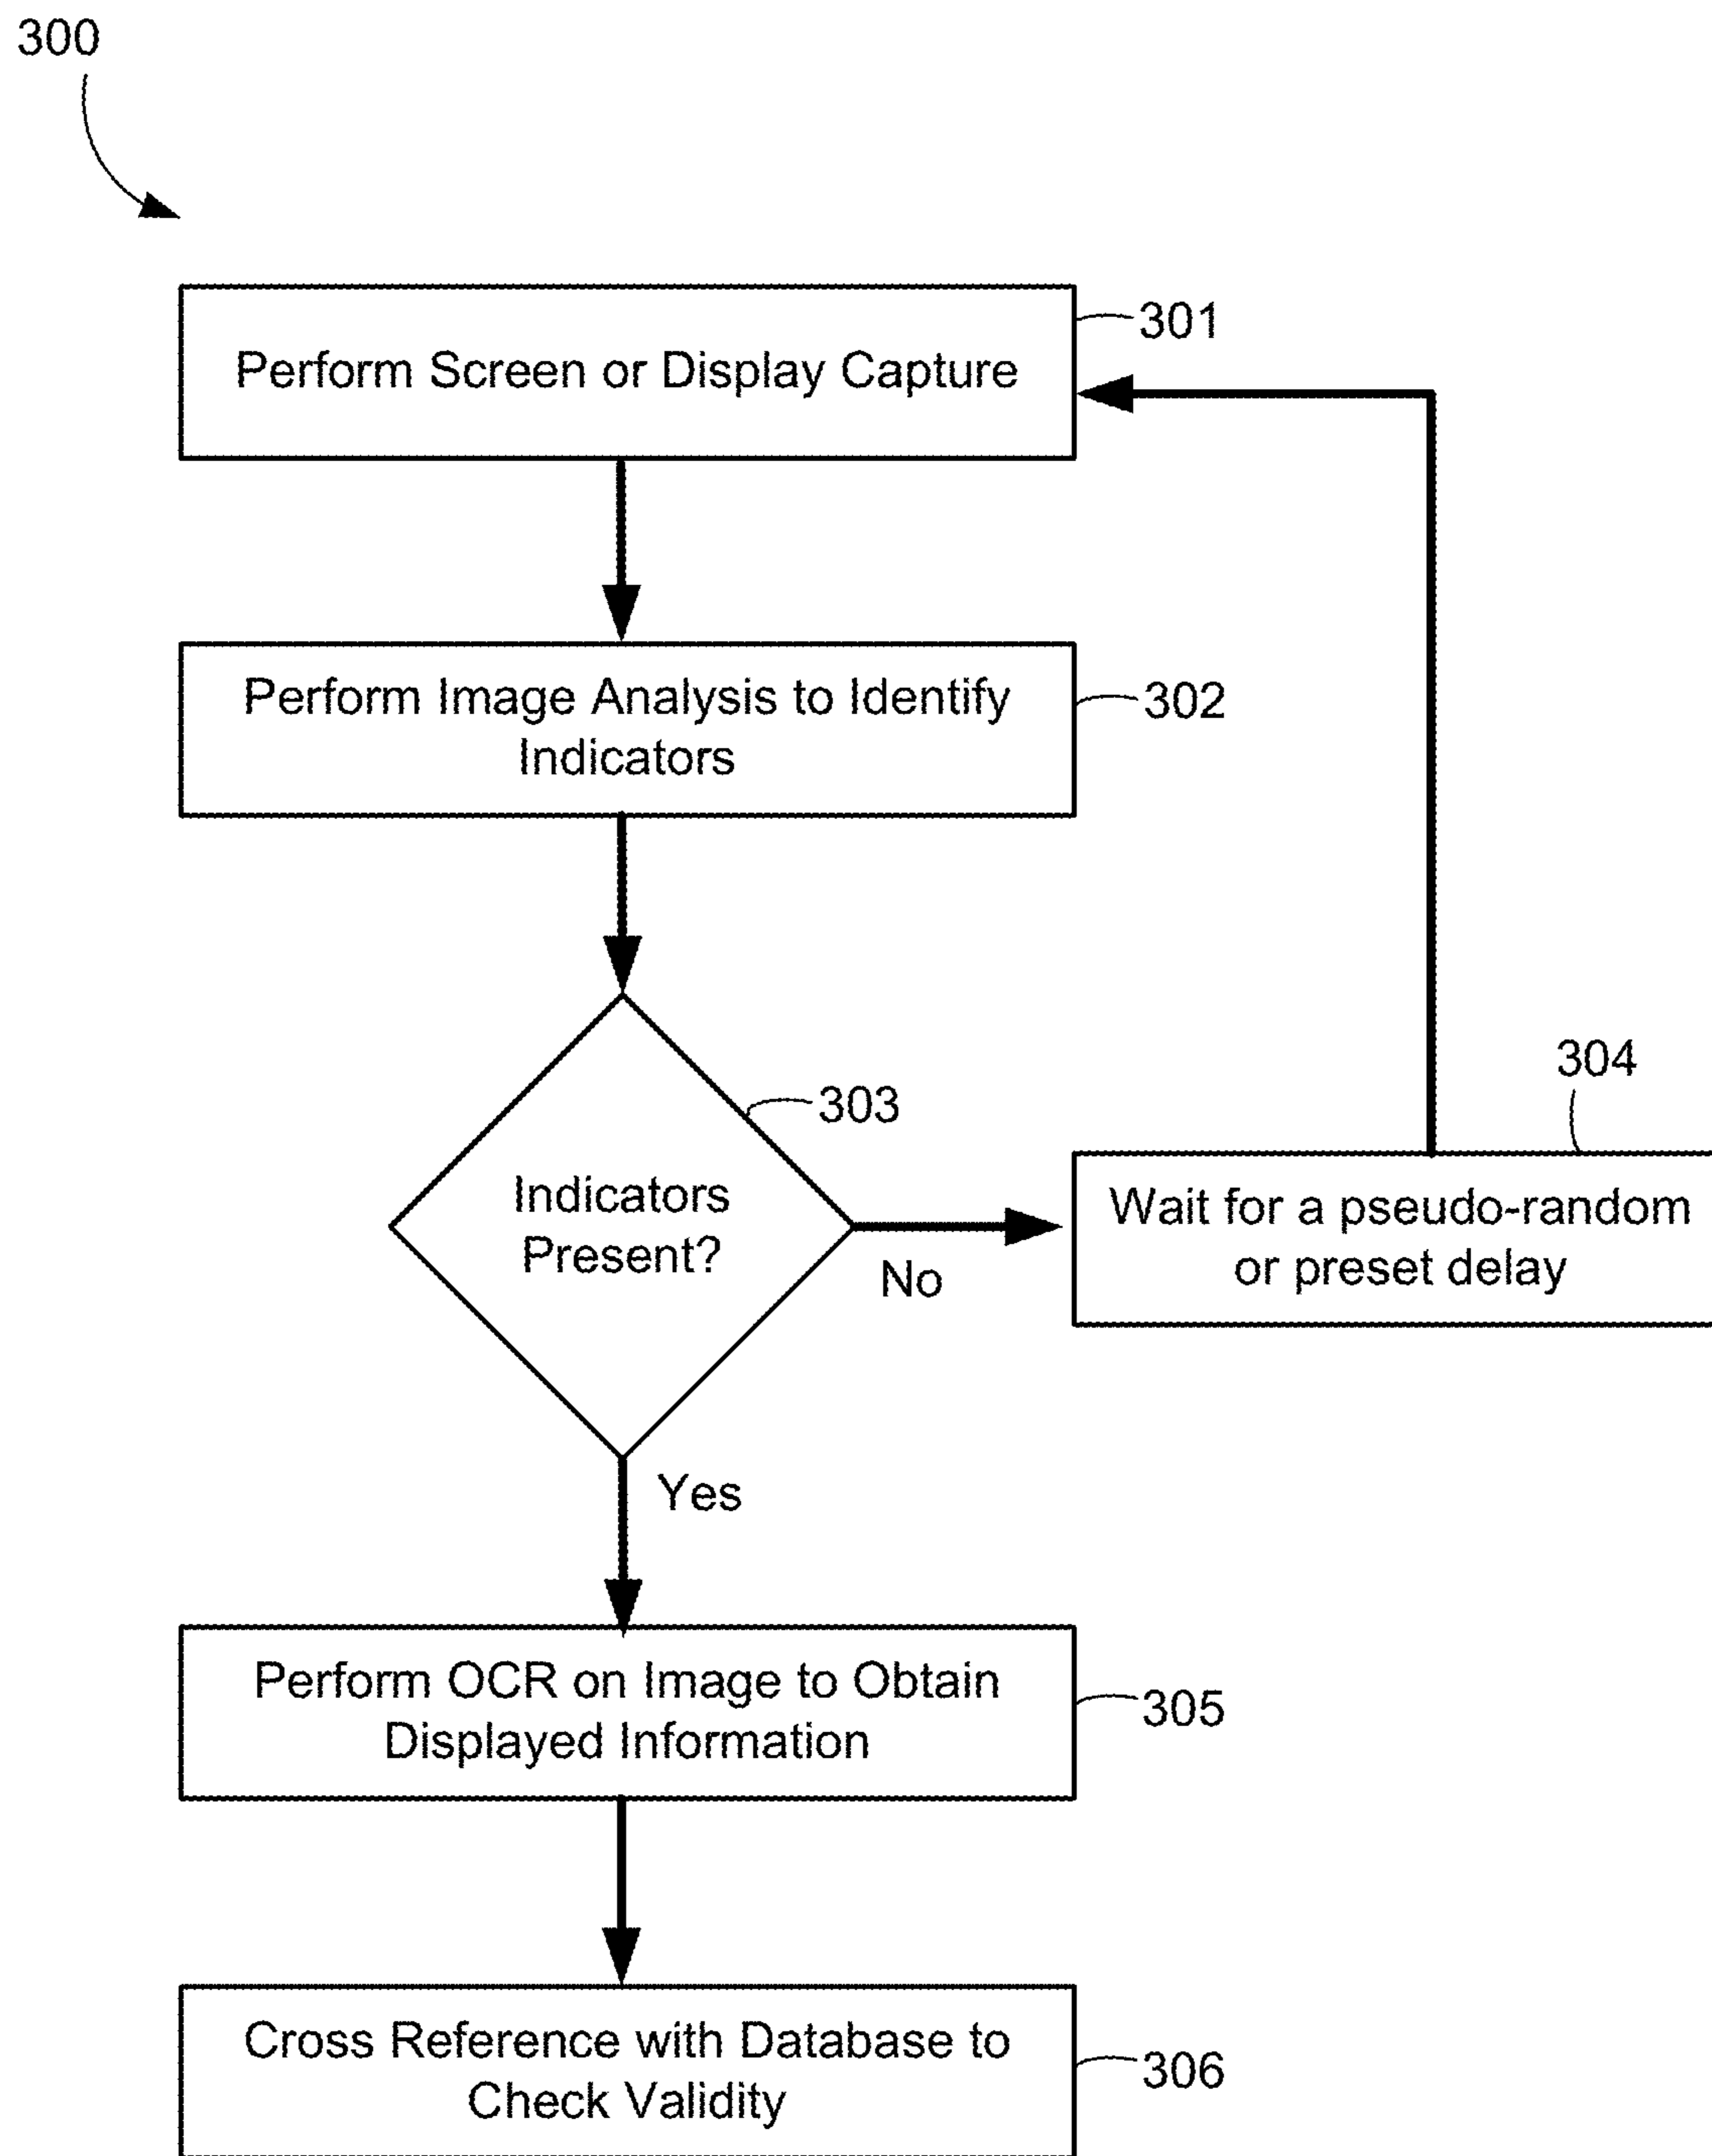 300
Perform Screen or Display Capture
301
Perform Image Analysis to Identify
Indicators
302
303
Indicators
Present?
No
304
Wait for a pseudo-random
or preset delay
Yes
Perform OCR on Image to Obtain
Displayed Information
305
Cross Reference with Database to
Check Validity
306